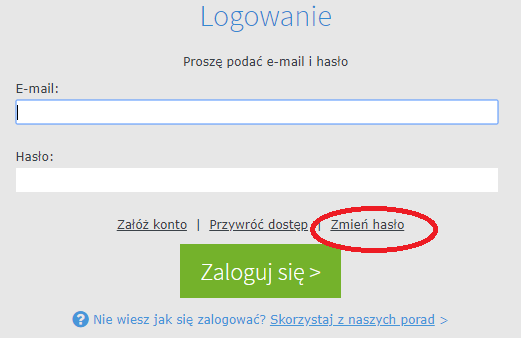 Logowanie
Proszę podać e-mail i hasło
E-mail:
Hasło:
Załóż konto | Przywróć dostęp | Zmień hasło
Zaloguj się >
? Nie wiesz jak się zalogować? Skorzystaj z naszych porad >